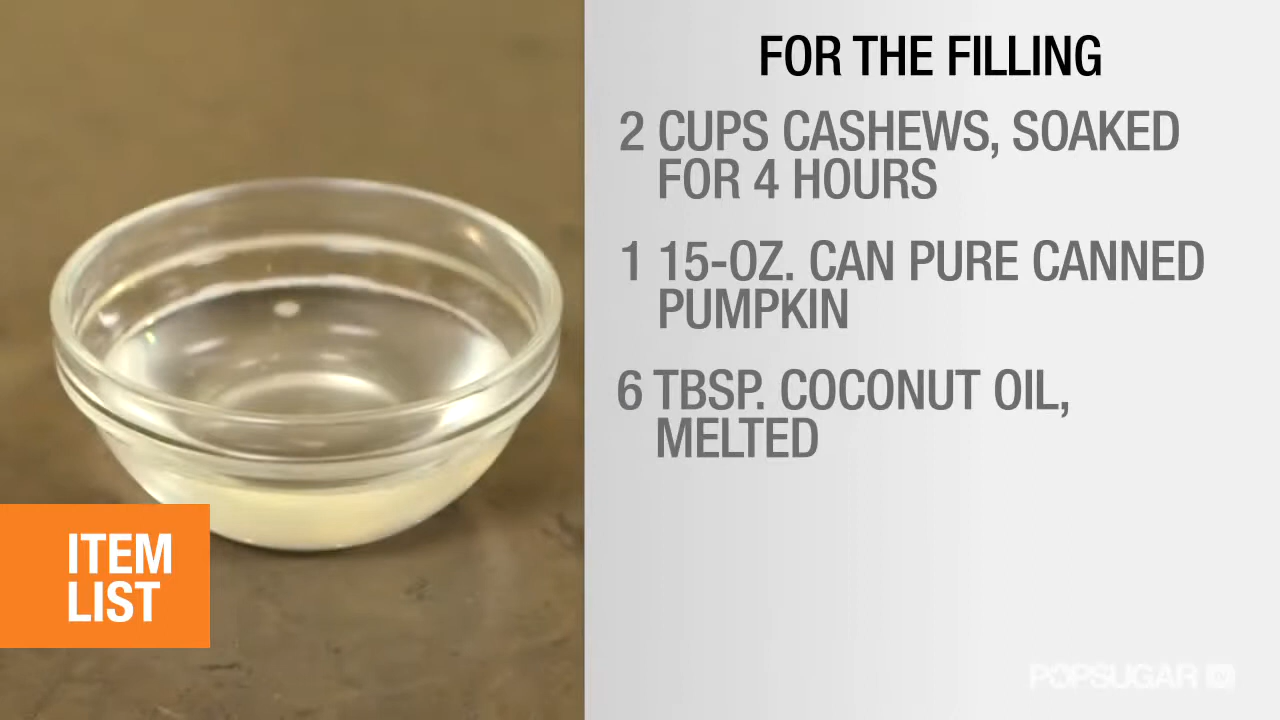 FOR THE FILLING
2 CUPS CASHEWS, SOAKED
FOR 4 HOURS
1 15-OZ. CAN PURE CANNED
PUMPKIN
6 TBSP. COCONUT OIL,
MELTED
ITEM
LIST
POPSUGAR TV